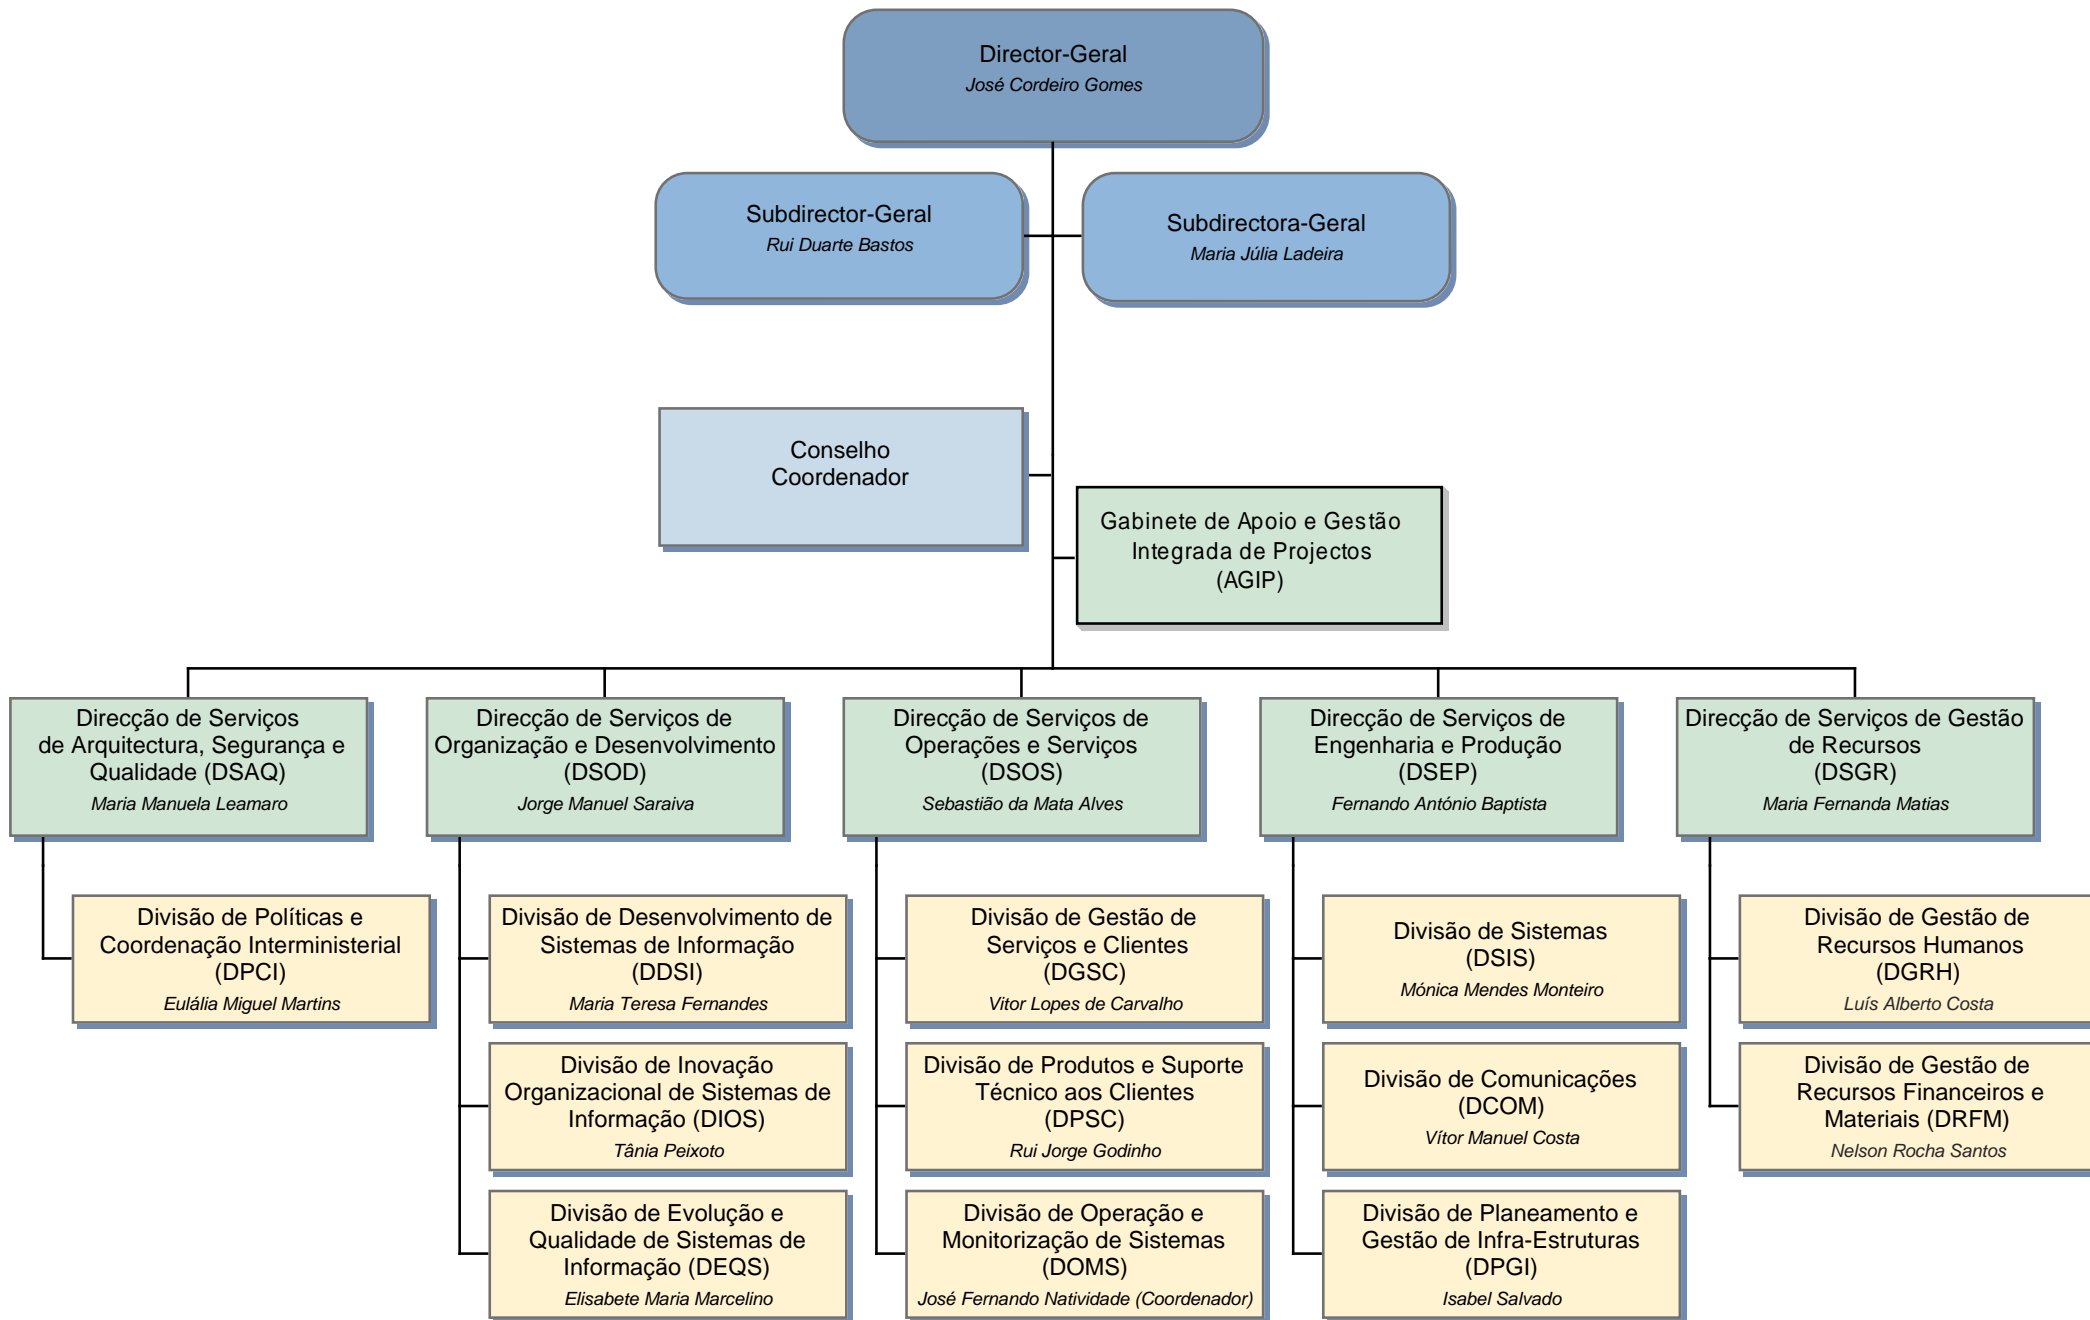 Director-Geral
José Cordeiro Gomes
Subdirector-Geral
Rui Duarte Bastos
Subdirectora-Geral
Maria Júlia Ladeira
Conselho
Coordenador
Gabinete de Apoio e Gestão
Integrada de Projectos
(AGIP)
Direcção de Serviços
de Arquitectura, Segurança e
Qualidade (DSAQ)
Maria Manuela Leamaro
Direcção de Serviços de
Organização e Desenvolvimento
(DSOD)
Jorge Manuel Saraiva
Direcção de Serviços de
Operações e Serviços
(DSOS)
Sebastião da Mata Alves
Direcção de Serviços de
Engenharia e Produção
(DSEP)
Fernando António Baptista
Direcção de Serviços de Gestão
de Recursos
(DSGR)
Maria Fernanda Matias
Divisão de Políticas e
Coordenação Interministerial
(DPCI)
Eulália Miguel Martins
Divisão de Desenvolvimento de
Sistemas de Informação
(DDSI)
Maria Teresa Fernandes
Divisão de Gestão de
Serviços e Clientes
(DGSC)
Vitor Lopes de Carvalho
Divisão de Sistemas
(DSIS)
Mónica Mendes Monteiro
Divisão de Gestão de
Recursos Humanos
(DGRH)
Luís Alberto Costa
Divisão de Inovação
Organizacional de Sistemas de
Informação (DIOS)
Tânia Peixoto
Divisão de Produtos e Suporte
Técnico aos Clientes
(DPSC)
Rui Jorge Godinho
Divisão de Comunicações
(DCOM)
Vítor Manuel Costa
Divisão de Gestão de
Recursos Financeiros e
Materiais (DRFM)
Nelson Rocha Santos
Divisão de Evolução e
Qualidade de Sistemas de
Informação (DEQS)
Elisabete Maria Marcelino
Divisão de Operação e
Monitorização de Sistemas
(DOMS)
José Fernando Natividade (Coordenador)
Divisão de Planeamento e
Gestão de Infra-Estruturas
(DPGI)
Isabel Salvado